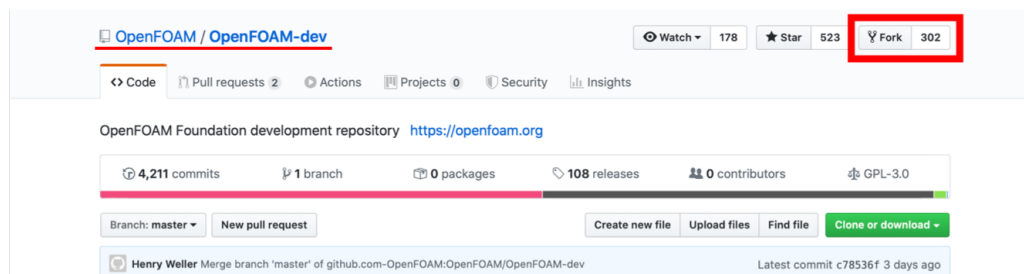 OpenFOAM / OpenFOAM-dev Watch 178 Star 523 Fork 302
Code Pull requests 2 Actions Projects 0 Security Insights
OpenFOAM Foundation development repository https://openfoam.org
4,211 commits 1 branch 0 packages 108 releases 0 contributors GPL-3.0
Branch: master New pull request Create new file Upload files Find file Clone or download
Henry Weller Merge branch 'master' of github.com-OpenFOAM:OpenFOAM/OpenFOAM-dev Latest commit c78536f 3 days ago